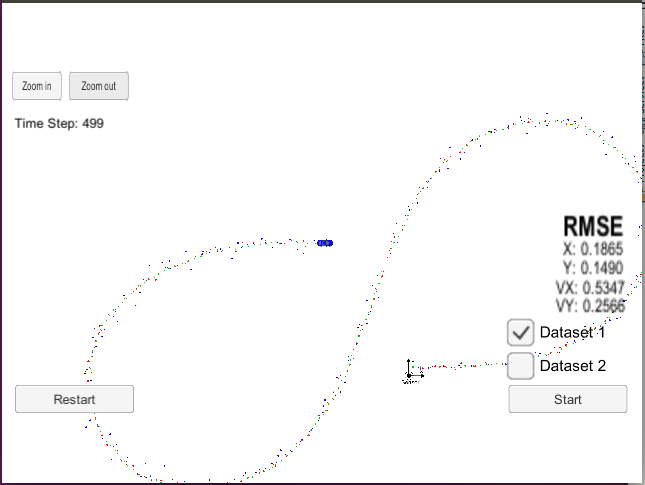 Zoom in
Zoom out
Time Step: 499
RMSE
X: 0.1865
Y: 0.1490
VX: 0.5347
VY: 0.2566
Dataset 1
Dataset 2
Restart
Start